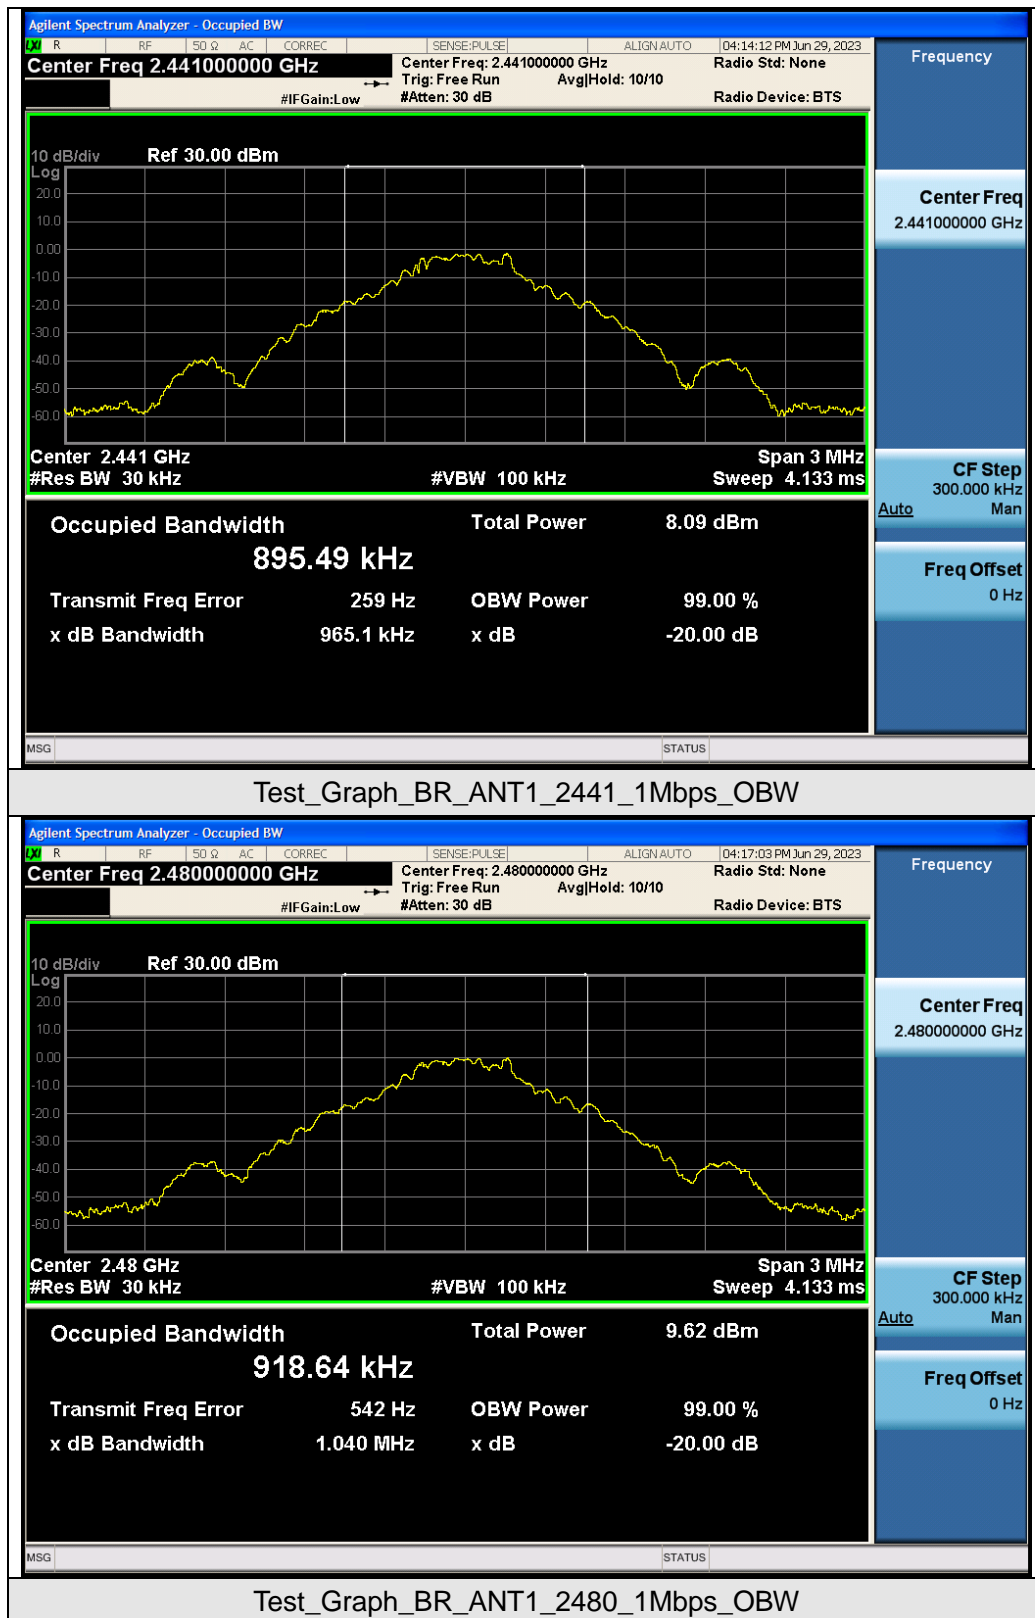 Agilent Spectrum Analyzer - Occupied BW
LXI R RF 50 Ω AC CORREC SENSE:PULSE ALIGN AUTO 04:14:12 PM Jun 29, 2023
Center Freq 2.441000000 GHz Center Freq: 2.441000000 GHz Radio Std: None
Trig: Free Run Avg|Hold: 10/10
#IFGain:Low #Atten: 30 dB Radio Device: BTS
Frequency
10 dB/div Ref 30.00 dBm
Log
20.0
10.0
0.00
-10.0
-20.0
-30.0
-40.0
-50.0
-60.0
Center Freq
2.441000000 GHz
Center 2.441 GHz Span 3 MHz
#Res BW 30 kHz #VBW 100 kHz Sweep 4.133 ms
CF Step
300.000 kHz
Auto Man
Occupied Bandwidth Total Power 8.09 dBm
895.49 kHz
Transmit Freq Error 259 Hz OBW Power 99.00 %
x dB Bandwidth 965.1 kHz x dB -20.00 dB
Freq Offset
0 Hz
MSG STATUS
Test_Graph_BR_ANT1_2441_1Mbps_OBW
Agilent Spectrum Analyzer - Occupied BW
LXI R RF 50 Ω AC CORREC SENSE:PULSE ALIGN AUTO 04:17:03 PM Jun 29, 2023
Center Freq 2.480000000 GHz Center Freq: 2.480000000 GHz Radio Std: None
Trig: Free Run Avg|Hold: 10/10
#IFGain:Low #Atten: 30 dB Radio Device: BTS
Frequency
10 dB/div Ref 30.00 dBm
Log
20.0
10.0
0.00
-10.0
-20.0
-30.0
-40.0
-50.0
-60.0
Center Freq
2.480000000 GHz
Center 2.48 GHz Span 3 MHz
#Res BW 30 kHz #VBW 100 kHz Sweep 4.133 ms
CF Step
300.000 kHz
Auto Man
Occupied Bandwidth Total Power 9.62 dBm
918.64 kHz
Transmit Freq Error 542 Hz OBW Power 99.00 %
x dB Bandwidth 1.040 MHz x dB -20.00 dB
Freq Offset
0 Hz
MSG STATUS
Test_Graph_BR_ANT1_2480_1Mbps_OBW